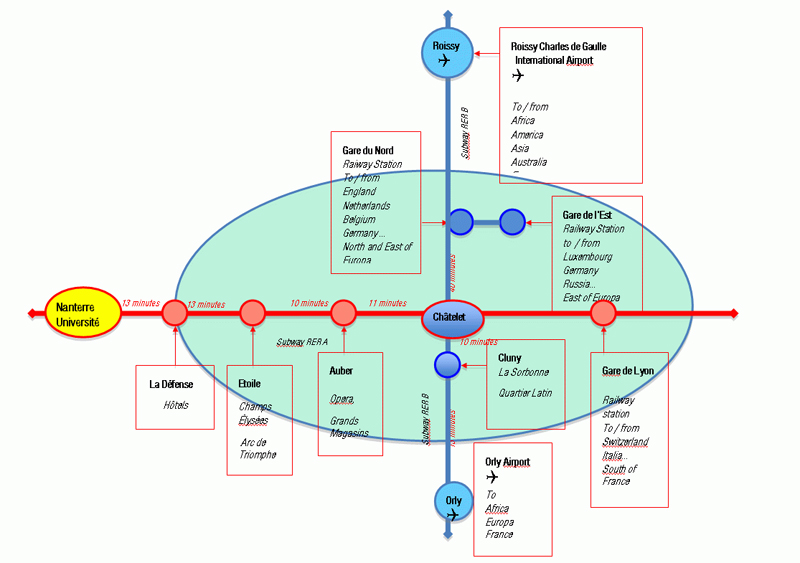 Roissy
✈
Roissy Charles de Gaulle
International Airport
✈
To / from
Africa
America
Asia
Australia
Subway RER B
Gare du Nord
Raiway Station
To / from
England
Netherlands
Belgium
Germany...
North and East of
Europa
Gare de l'Est
Railway Station
to / from
Luxembourg
Germany
Russia...
East of Europa
40 minutes
Nanterre
Université
13 minutes
13 minutes
10 minutes
11 minutes
Châtelet
Subway RER A
10 minutes
La Défense
Hôtels
Etoile
Champs
Élysées
Arc de
Triomphe
Auber
Opera,
Grands
Magasins
Cluny
La Sorbonne
Quartier Latin
Gare de Lyon
Railway
station
To / from
Switzerland
Italia...
South of
France
Subway RER B
Orly Airport
✈
To
Africa
Europa
France
Orly
✈